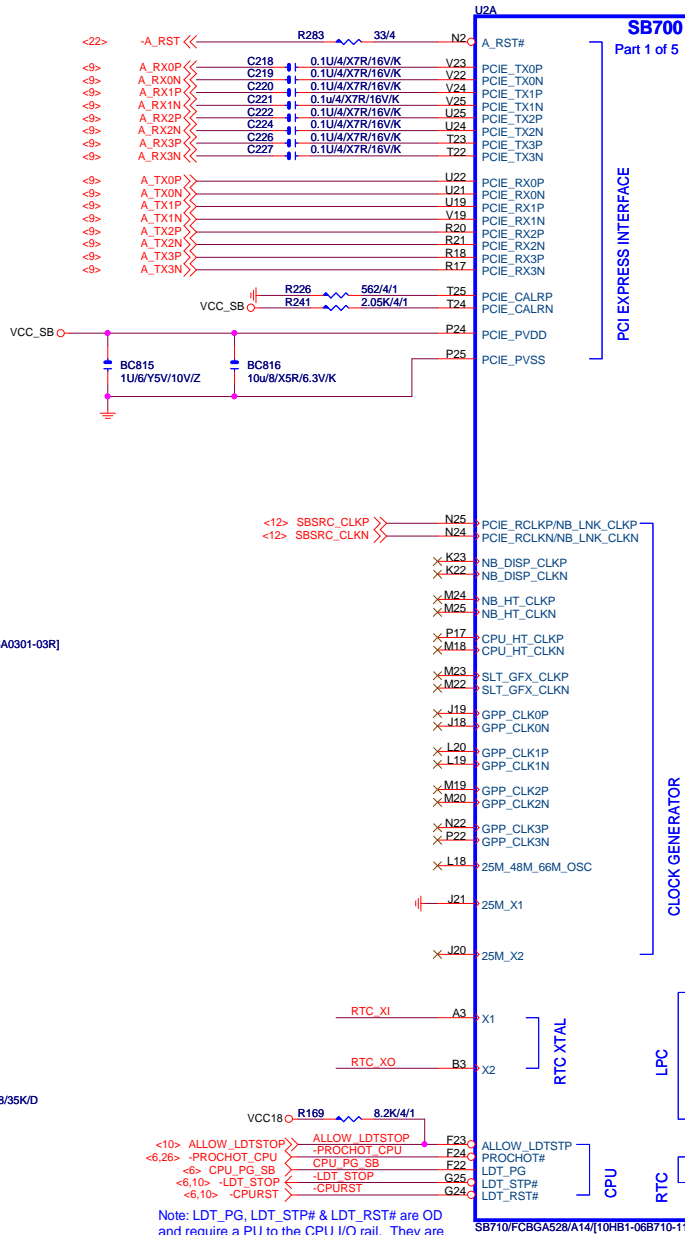 U2A
SB700
Part 1 of 5
<22> -A_RST R283 33/4 N2 A_RST#
<9> A_RX0P C218 0.1U/4/X7R/16V/K V23 PCIE_TX0P
<9> A_RX0N C219 0.1U/4/X7R/16V/K V22 PCIE_TX0N
<9> A_RX1P C220 0.1U/4/X7R/16V/K V24 PCIE_TX1P
<9> A_RX1N C221 0.1u/4/X7R/16V/K V25 PCIE_TX1N
<9> A_RX2P C222 0.1U/4/X7R/16V/K U25 PCIE_TX2P
<9> A_RX2N C224 0.1U/4/X7R/16V/K U24 PCIE_TX2N
<9> A_RX3P C226 0.1U/4/X7R/16V/K T23 PCIE_TX3P
<9> A_RX3N C227 0.1U/4/X7R/16V/K T22 PCIE_TX3N
<9> A_TX0P U22 PCIE_RX0P
<9> A_TX0N U21 PCIE_RX0N
<9> A_TX1P U19 PCIE_RX1P
<9> A_TX1N V19 PCIE_RX1N
<9> A_TX2P R20 PCIE_RX2P
<9> A_TX2N R21 PCIE_RX2N
<9> A_TX3P R18 PCIE_RX3P
<9> A_TX3N R17 PCIE_RX3N
PCI EXPRESS INTERFACE
R226 562/4/1 T25 PCIE_CALRP
VCC_SB R241 2.05K/4/1 T24 PCIE_CALRN
VCC_SB P24 PCIE_PVDD
P25 PCIE_PVSS
BC815
1U/6/Y5V/10V/Z
BC816
10u/8/X5R/6.3V/K
<12> SBSRC_CLKP N25 PCIE_RCLKP/NB_LNK_CLKP
<12> SBSRC_CLKN N24 PCIE_RCLKN/NB_LNK_CLKN
K23 NB_DISP_CLKP
K22 NB_DISP_CLKN
M24 NB_HT_CLKP
M25 NB_HT_CLKN
A0301-03R]
P17 CPU_HT_CLKP
M18 CPU_HT_CLKN
M23 SLT_GFX_CLKP
M22 SLT_GFX_CLKN
J19 GPP_CLK0P
J18 GPP_CLK0N
L20 GPP_CLK1P
L19 GPP_CLK1N
M19 GPP_CLK2P
M20 GPP_CLK2N
N22 GPP_CLK3P
P22 GPP_CLK3N
L18 25M_48M_66M_OSC
CLOCK GENERATOR
J21 25M_X1
J20 25M_X2
RTC_XI A3 X1
RTC_XO B3 X2
RTC XTAL
LPC
/35K/D
VCC18 R169 8.2K/4/1
<10> ALLOW_LDTSTOP ALLOW_LDTSTOP F23 ALLOW_LDTSTP
<6,26> -PROCHOT_CPU -PROCHOT_CPU F24 PROCHOT#
<6> CPU_PG_SB CPU_PG_SB F22 LDT_PG
<6,10> -LDT_STOP -LDT_STOP G25 LDT_STP#
<6,10> -CPURST -CPURST G24 LDT_RST#
CPU
RTC
Note: LDT_PG, LDT_STP# & LDT_RST# are OD
and require a PU to the CPU I/O rail. They are
SB710/FCBGA528/A14/[10HB1-06B710-11